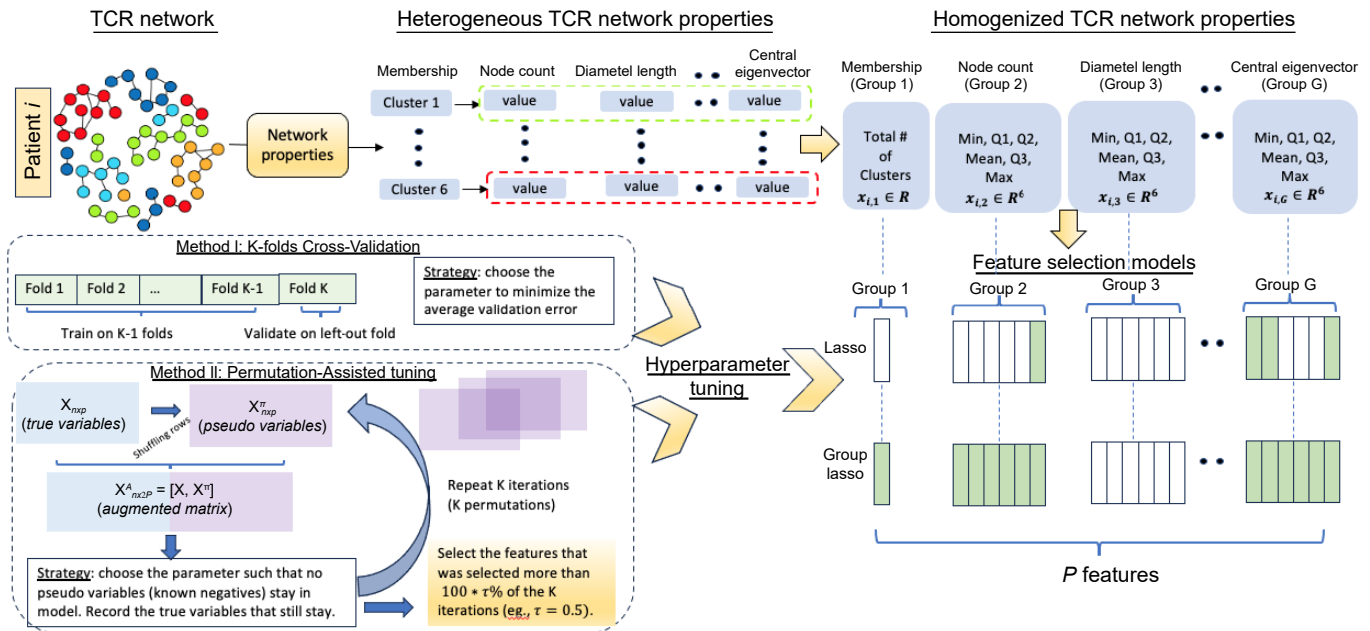 TCR network
Heterogeneous TCR network properties
Homogenized TCR network properties
Patient i
Network
properties
Membership
Node count
Diametel length
Central
eigenvector
Cluster 1
value
value
value
Cluster 6
value
value
value
Membership
(Group 1)
Node count
(Group 2)
Diametel length
(Group 3)
Central eigenvector
(Group G)
Total #
of
Clusters
x_{i,1} ∈ R
Min, Q1, Q2,
Mean, Q3,
Max
x_{i,2} ∈ R⁶
Min, Q1, Q2,
Mean, Q3,
Max
x_{i,3} ∈ R⁶
Min, Q1, Q2,
Mean, Q3,
Max
x_{i,G} ∈ R⁶
Method I: K-folds Cross-Validation
Fold 1
Fold 2
...
Fold K-1
Fold K
Train on K-1 folds
Validate on left-out fold
Strategy: choose the
parameter to minimize the
average validation error
Method II: Permutation-Assisted tuning
X_{nxp}
(true variables)
Shuffling rows
X^π_{nxp}
(pseudo variables)
X^A_{nx2P} = [X, X^π]
(augmented matrix)
Repeat K iterations
(K permutations)
Strategy: choose the parameter such that no
pseudo variables (known negatives) stay in
model. Record the true variables that still stay.
Select the features that
was selected more than
100 * τ% of the K
iterations (eg., τ = 0.5).
Hyperparameter
tuning
Feature selection models
Group 1
Group 2
Group 3
Group G
Lasso
Group
lasso
P features